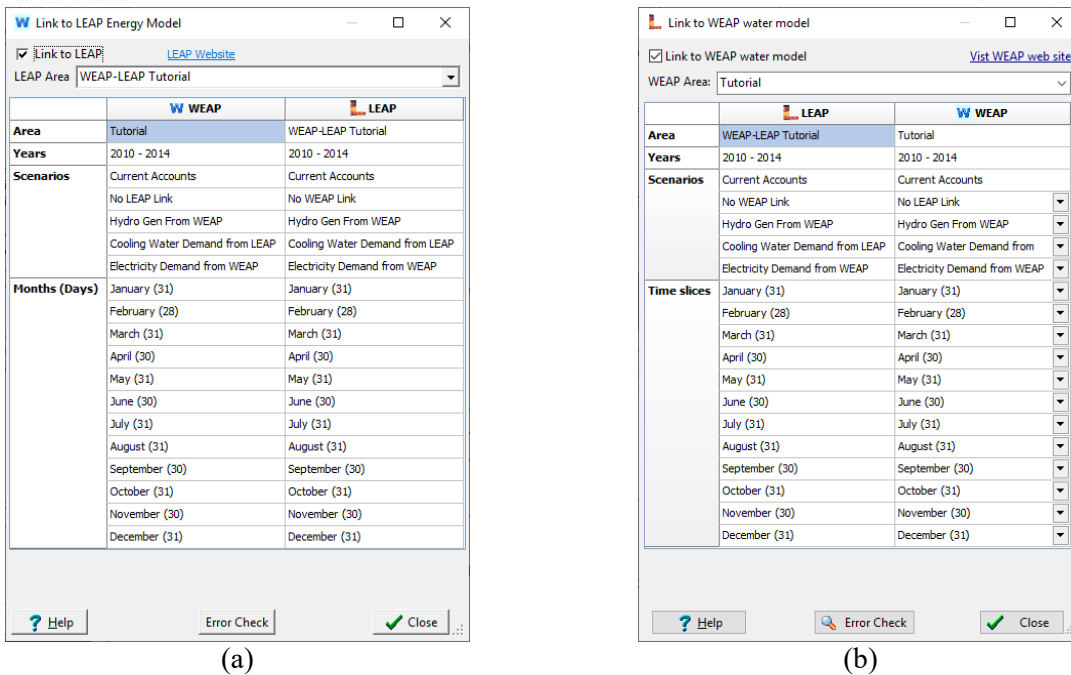 Link to LEAP Energy Model
Link to LEAP LEAP Website
LEAP Area WEAP-LEAP Tutorial
WEAP LEAP
Area Tutorial WEAP-LEAP Tutorial
Years 2010 - 2014 2010 - 2014
Scenarios Current Accounts Current Accounts
No LEAP Link No WEAP Link
Hydro Gen From WEAP Hydro Gen From WEAP
Cooling Water Demand from LEAP Cooling Water Demand from LEAP
Electricity Demand from WEAP Electricity Demand from WEAP
Months (Days) January (31) January (31)
February (28) February (28)
March (31) March (31)
April (30) April (30)
May (31) May (31)
June (30) June (30)
July (31) July (31)
August (31) August (31)
September (30) September (30)
October (31) October (31)
November (30) November (30)
December (31) December (31)
Help Error Check Close
(a)
Link to WEAP water model
Link to WEAP water model Vist WEAP web site
WEAP Area: Tutorial
LEAP WEAP
Area WEAP-LEAP Tutorial Tutorial
Years 2010 - 2014 2010 - 2014
Scenarios Current Accounts Current Accounts
No WEAP Link No LEAP Link
Hydro Gen From WEAP Hydro Gen From WEAP
Cooling Water Demand from LEAP Cooling Water Demand from
Electricity Demand from WEAP Electricity Demand from WEAP
Time slices January (31) January (31)
February (28) February (28)
March (31) March (31)
April (30) April (30)
May (31) May (31)
June (30) June (30)
July (31) July (31)
August (31) August (31)
September (30) September (30)
October (31) October (31)
November (30) November (30)
December (31) December (31)
Help Error Check Close
(b)